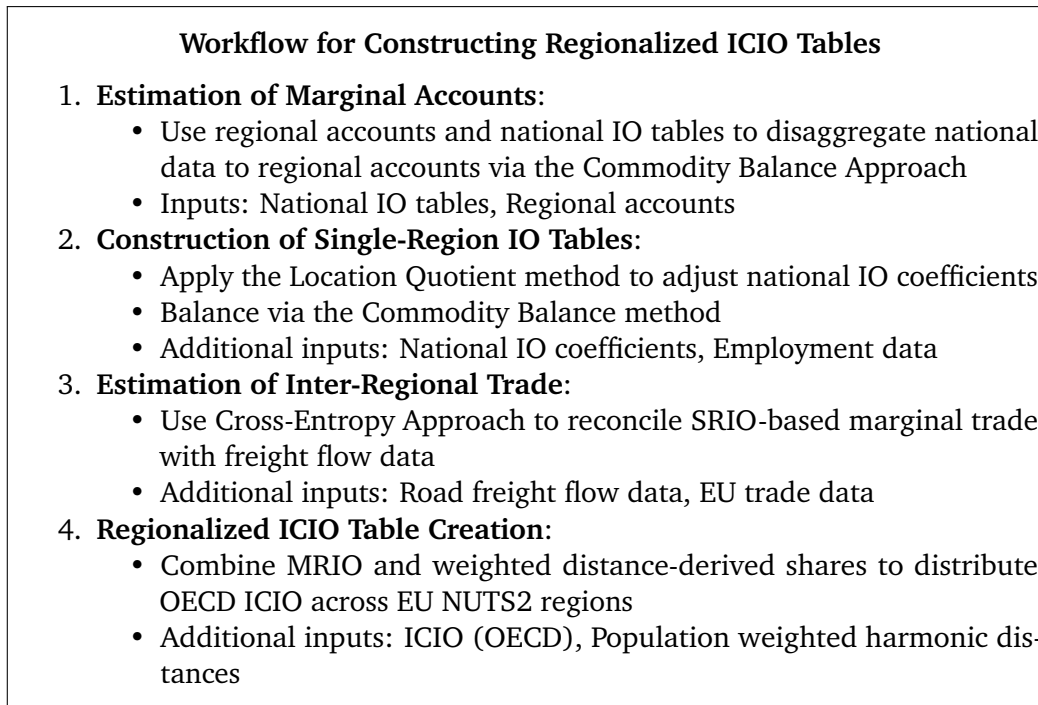 Workflow for Constructing Regionalized ICIO Tables
1. Estimation of Marginal Accounts:
• Use regional accounts and national IO tables to disaggregate national
data to regional accounts via the Commodity Balance Approach
• Inputs: National IO tables, Regional accounts
2. Construction of Single-Region IO Tables:
• Apply the Location Quotient method to adjust national IO coefficients
• Balance via the Commodity Balance method
• Additional inputs: National IO coefficients, Employment data
3. Estimation of Inter-Regional Trade:
• Use Cross-Entropy Approach to reconcile SRIO-based marginal trade
with freight flow data
• Additional inputs: Road freight flow data, EU trade data
4. Regionalized ICIO Table Creation:
• Combine MRIO and weighted distance-derived shares to distribute
OECD ICIO across EU NUTS2 regions
• Additional inputs: ICIO (OECD), Population weighted harmonic dis-
tances